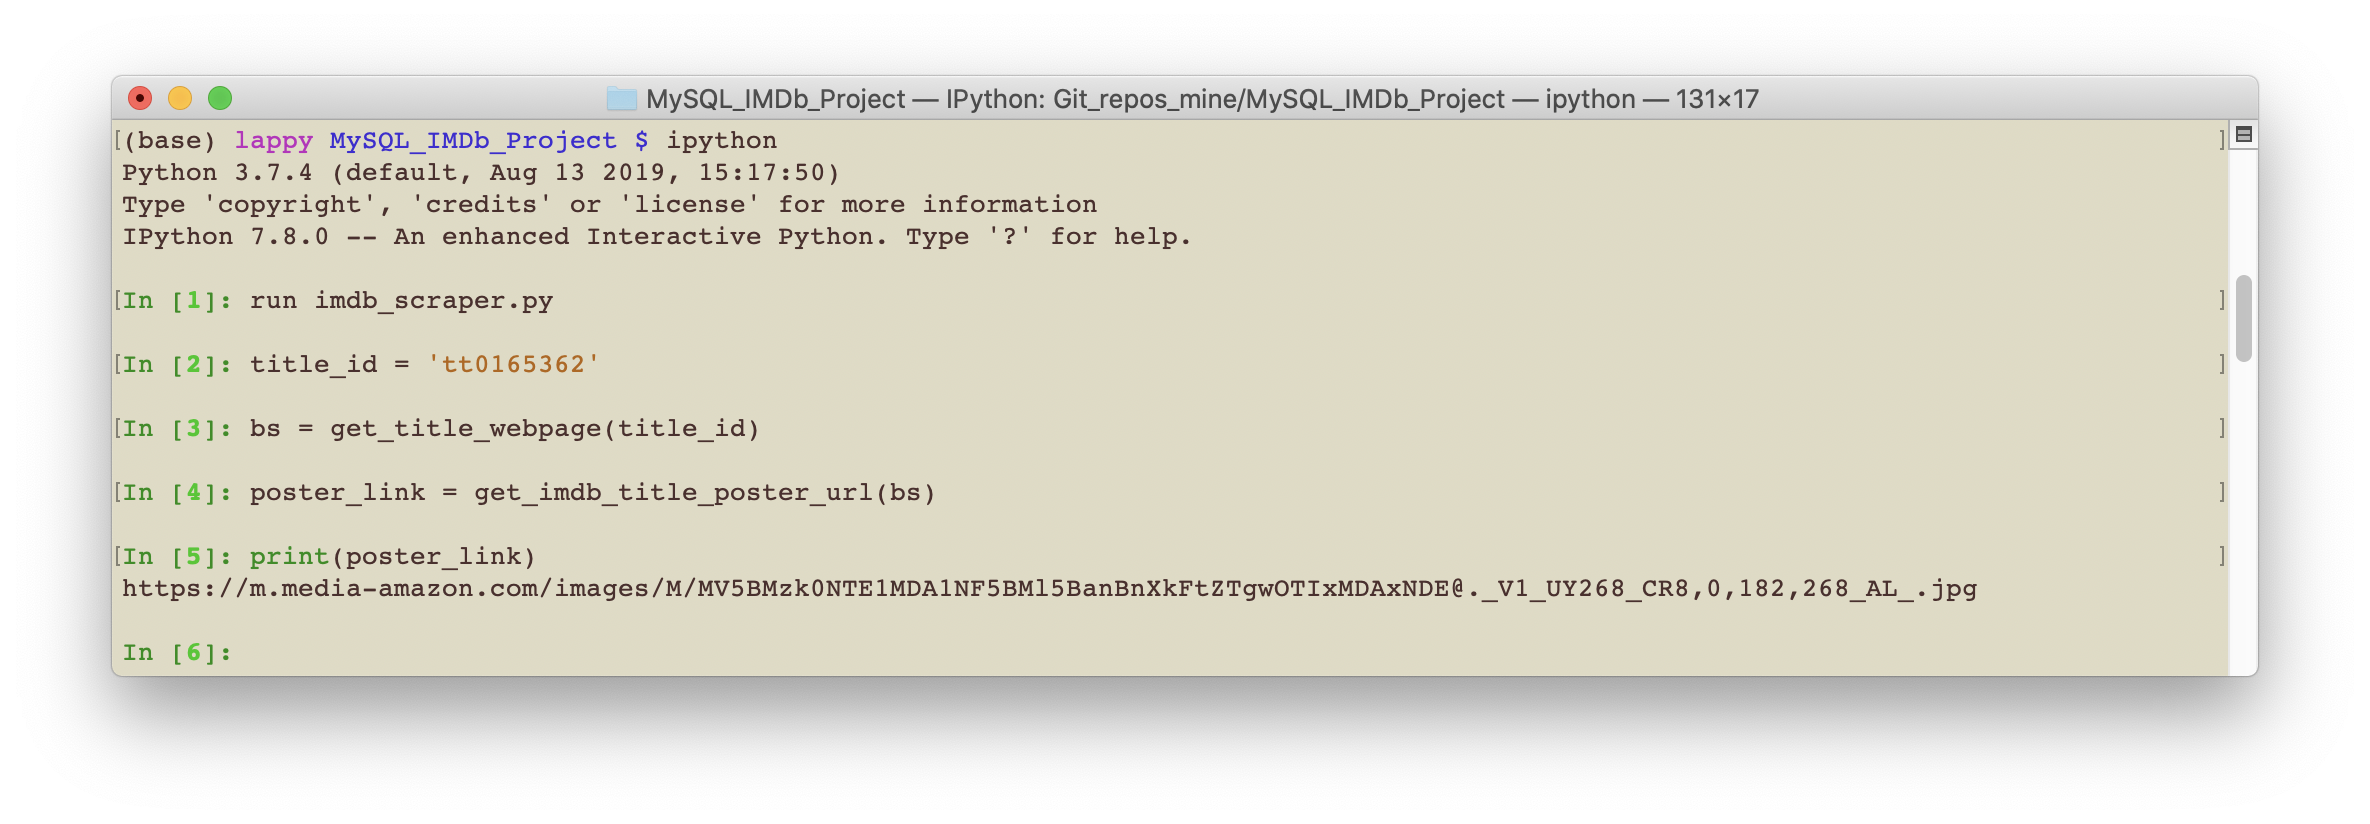 MySQL_IMDb_Project — IPython: Git_repos_mine/MySQL_IMDb_Project — ipython — 131×17
[(base) lappy MySQL_IMDb_Project $ ipython ]
Python 3.7.4 (default, Aug 13 2019, 15:17:50)
Type 'copyright', 'credits' or 'license' for more information
IPython 7.8.0 -- An enhanced Interactive Python. Type '?' for help.
[In [1]: run imdb_scraper.py ]
[In [2]: title_id = 'tt0165362' ]
[In [3]: bs = get_title_webpage(title_id) ]
[In [4]: poster_link = get_imdb_title_poster_url(bs) ]
[In [5]: print(poster_link) ]
https://m.media-amazon.com/images/M/MV5BMzk0NTE1MDA1NF5BMl5BanBnXkFtZTgwOTIxMDAxNDE@._V1_UY268_CR8,0,182,268_AL_.jpg
In [6]: